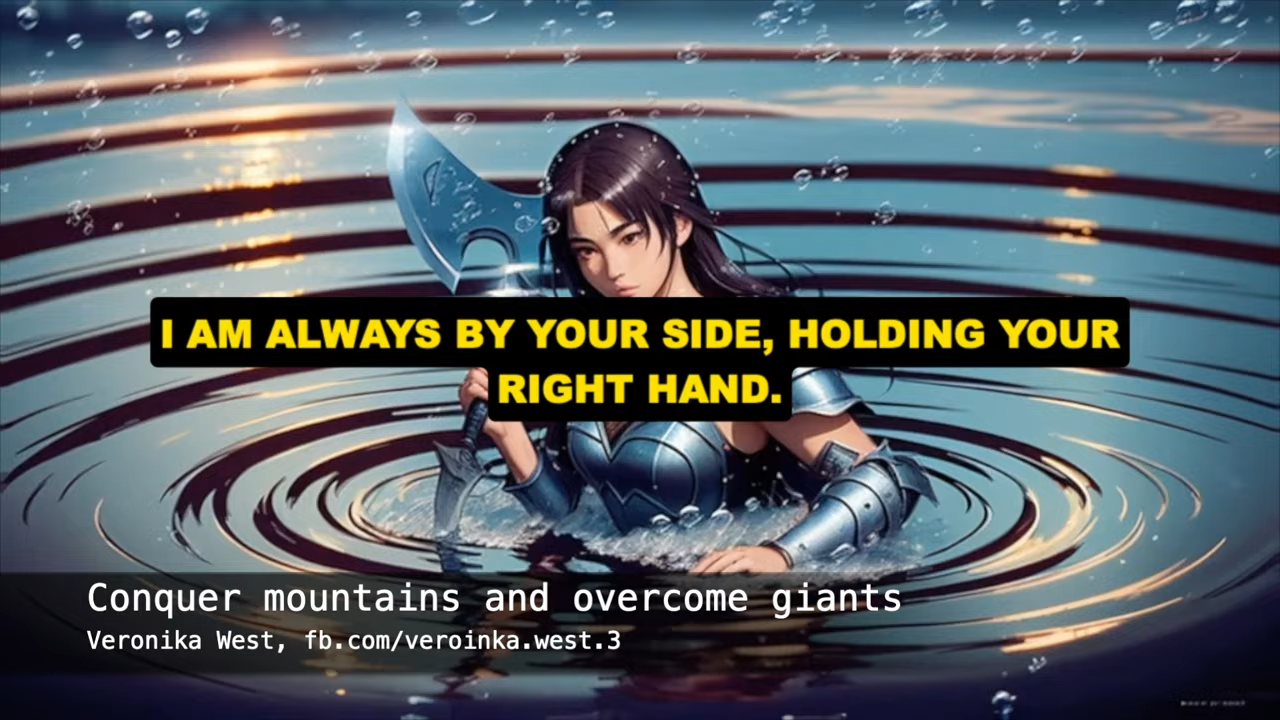 I AM ALWAYS BY YOUR SIDE, HOLDING YOUR
RIGHT HAND.
Conquer mountains and overcome giants
Veronika West, fb.com/veroinka.west.3